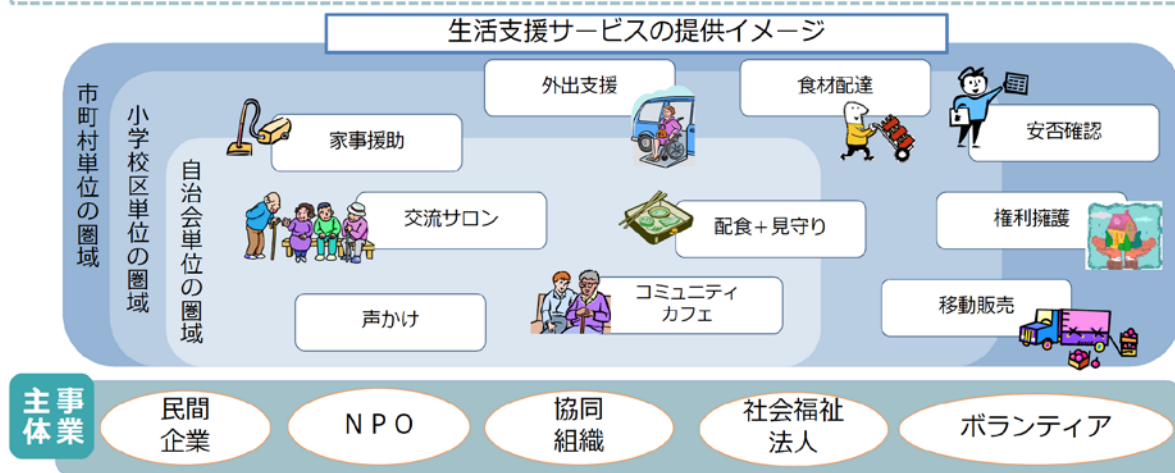 生活支援サービスの提供イメージ
市町村単位の圏域
小学校区単位の圏域
自治会単位の圏域
家事援助
外出支援
食材配達
安否確認
交流サロン
配食＋見守り
権利擁護
声かけ
コミュニティ
カフェ
移動販売
事業
主体
民間
企業
ＮＰＯ
協同
組織
社会福祉
法人
ボランティア